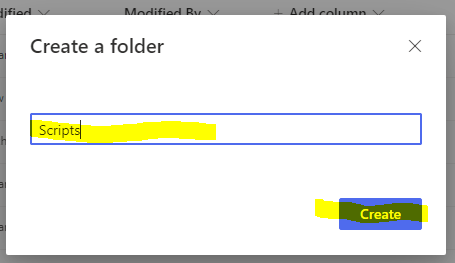 Modified By
+ Add column
Create a folder
Scripts
Create